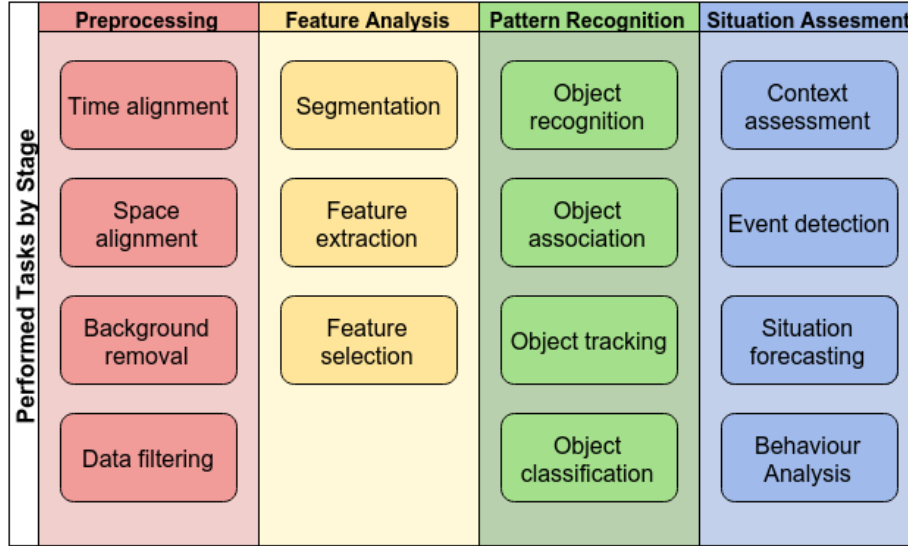 Preprocessing
Feature Analysis
Pattern Recognition
Situation Assesment
Performed Tasks by Stage
Time alignment
Space
alignment
Background
removal
Data filtering
Segmentation
Feature
extraction
Feature
selection
Object
recognition
Object
association
Object tracking
Object
classification
Context
assessment
Event detection
Situation
forecasting
Behaviour
Analysis